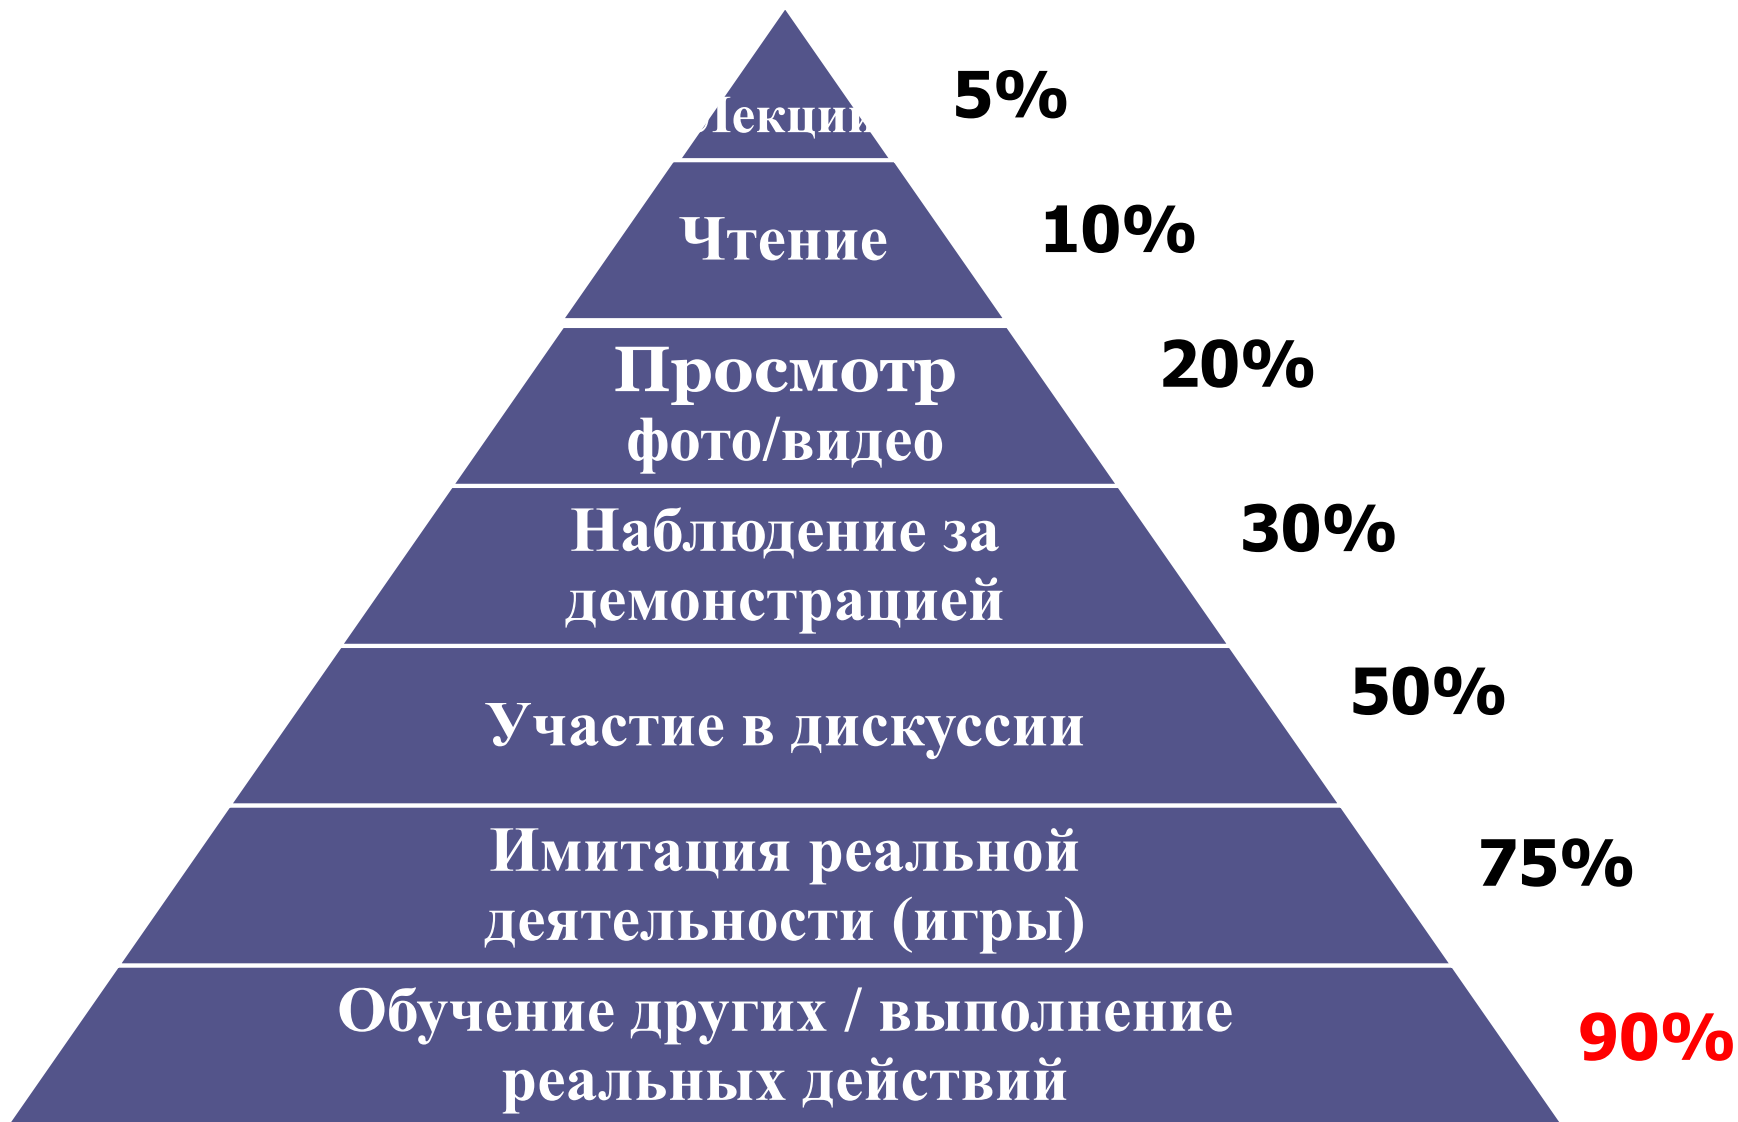 Лекции
5%
Чтение
10%
Просмотр
фото/видео
20%
Наблюдение за
демонстрацией
30%
Участие в дискуссии
50%
Имитация реальной
деятельности (игры)
75%
Обучение других / выполнение
реальных действий
90%